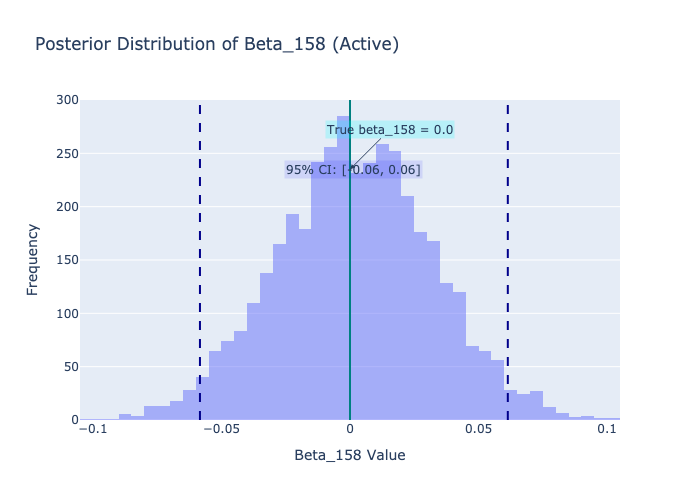 Posterior Distribution of Beta_158 (Active)
300
True beta_158 = 0.0
250
95% CI: [-0.06, 0.06]
200
Frequency
150
100
50
0
−0.1 −0.05 0 0.05 0.1
Beta_158 Value